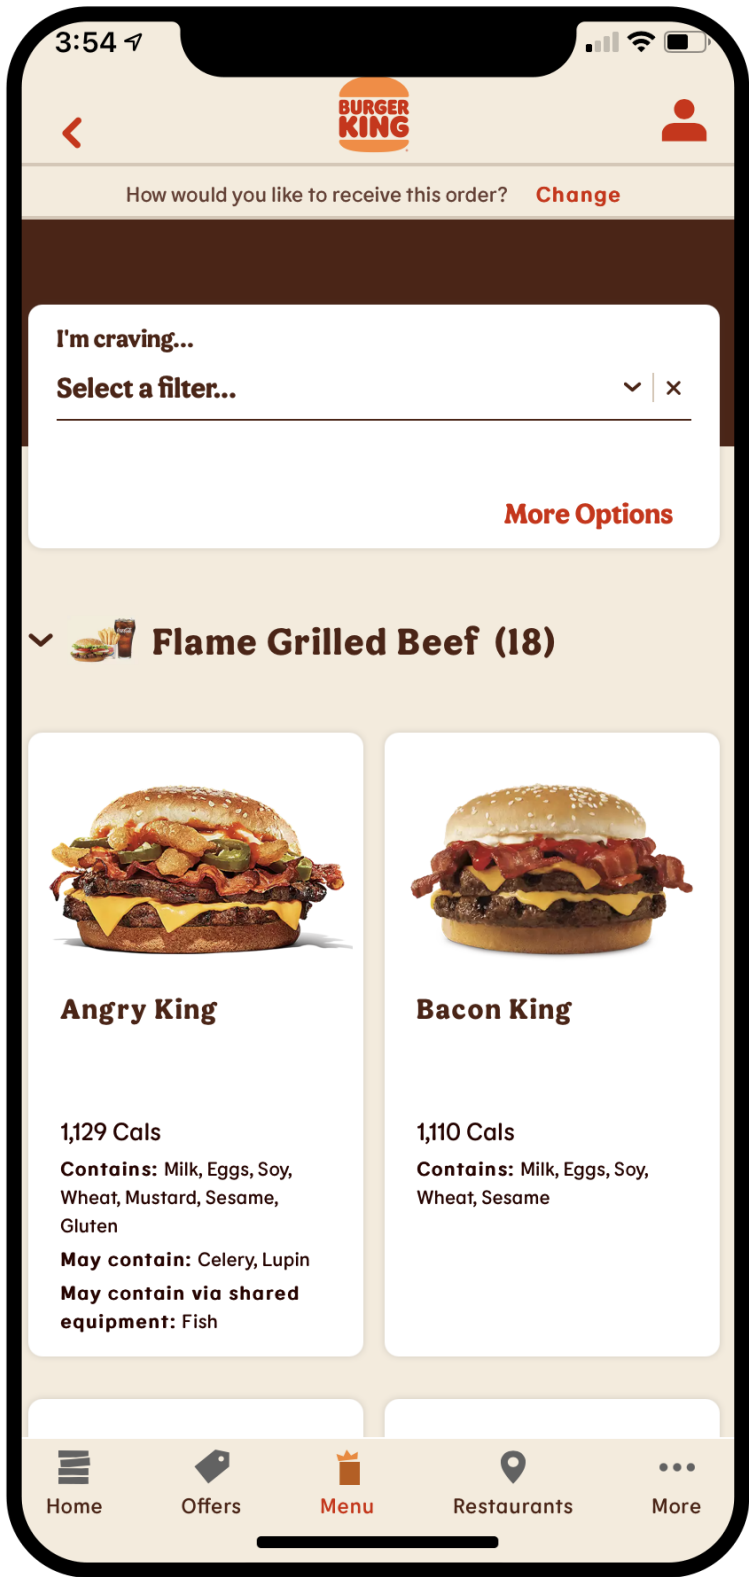 3:54
BURGER
KING
How would you like to receive this order? Change
I'm craving...
Select a filter...
More Options
Flame Grilled Beef (18)
Angry King
1,129 Cals
Contains: Milk, Eggs, Soy,
Wheat, Mustard, Sesame,
Gluten
May contain: Celery, Lupin
May contain via shared
equipment: Fish
Bacon King
1,110 Cals
Contains: Milk, Eggs, Soy,
Wheat, Sesame
Home Offers Menu Restaurants More